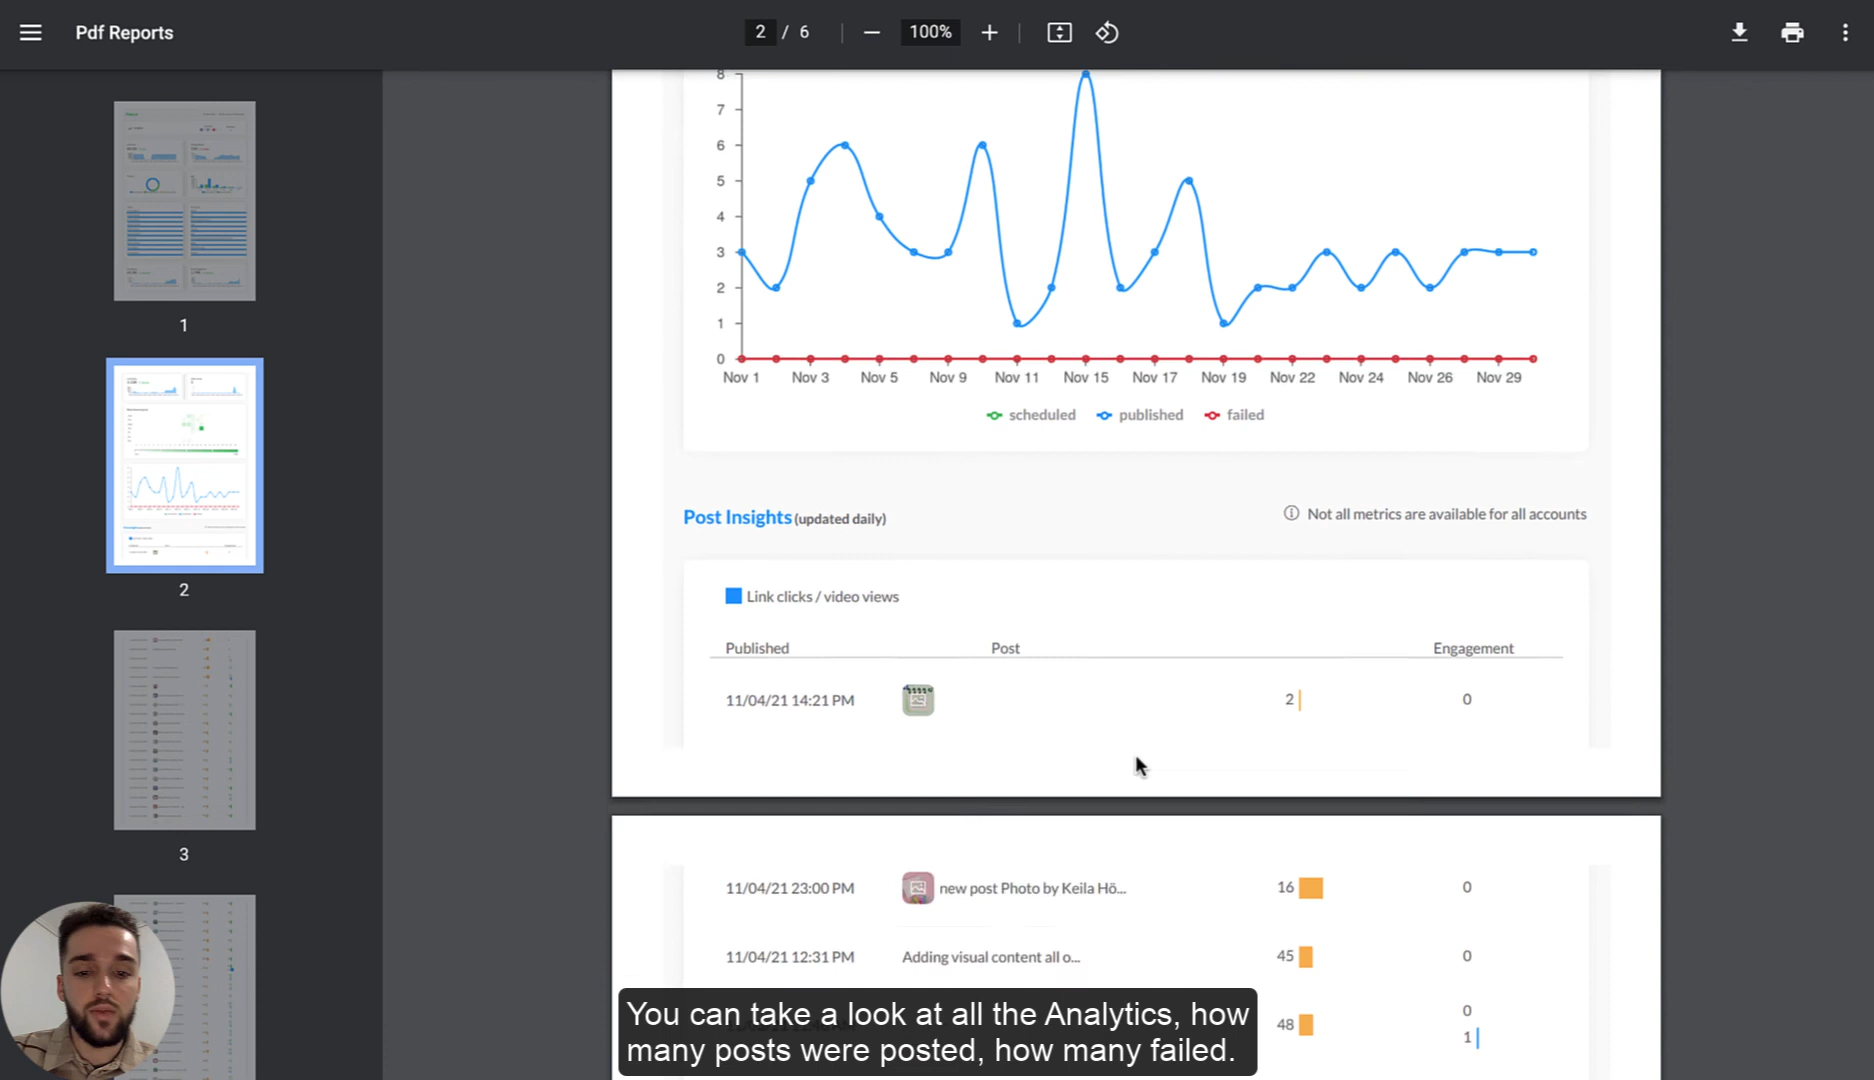 Pdf Reports
2 / 6
100%
1
2
3
8
7
6
5
4
3
2
1
0
Nov 1 Nov 3 Nov 5 Nov 9 Nov 11 Nov 15 Nov 17 Nov 19 Nov 22 Nov 24 Nov 26 Nov 29
scheduled published failed
Post Insights (updated daily)
Not all metrics are available for all accounts
Link clicks / video views
Published Post Engagement
11/04/21 14:21 PM 2 0
11/04/21 23:00 PM new post Photo by Keila Hö... 16 0
11/04/21 12:31 PM Adding visual content all o... 45 0
48 0
1
You can take a look at all the Analytics, how
many posts were posted, how many failed.